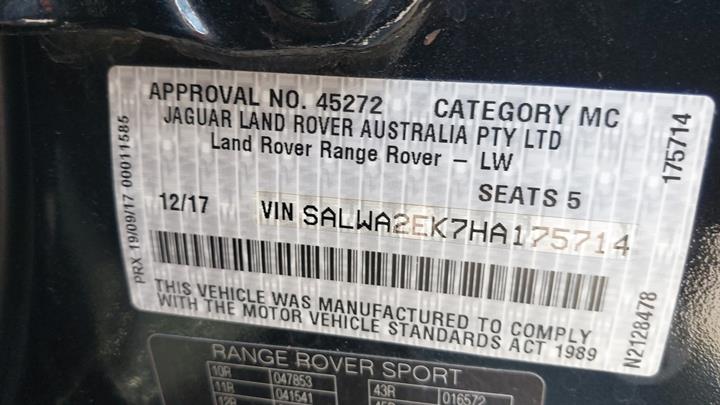 APPROVAL NO. 45272 CATEGORY MC
JAGUAR LAND ROVER AUSTRALIA PTY LTD
Land Rover Range Rover - LW
SEATS 5
12/17 VIN SALWA2EK7HA175714
THIS VEHICLE WAS MANUFACTURED TO COMPLY
WITH THE MOTOR VEHICLE STANDARDS ACT 1989
PRX 19/09/17 00011585
175714
N2128478
RANGE ROVER SPORT
10R 047853 43R 016572
11R 041541
12R